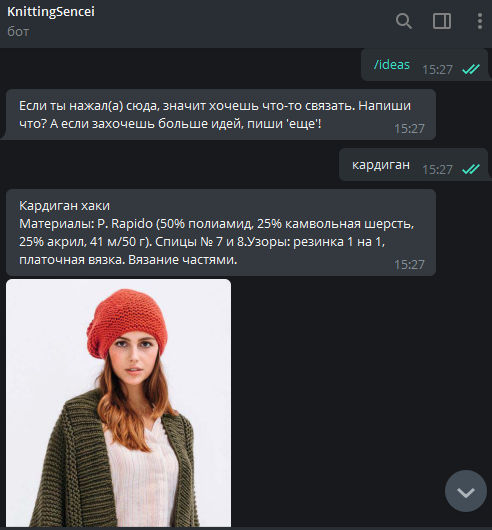 KnittingSencei
бот
/ideas 15:27
Если ты нажал(а) сюда, значит хочешь что-то связать. Напиши
что? А если захочешь больше идей, пиши 'еще'!
15:27
кардиган 15:27
Кардиган хаки
Материалы: P. Rapido (50% полиамид, 25% камвольная шерсть,
25% акрил, 41 м/50 г). Спицы № 7 и 8.Узоры: резинка 1 на 1,
платочная вязка. Вязание частями.
15:27